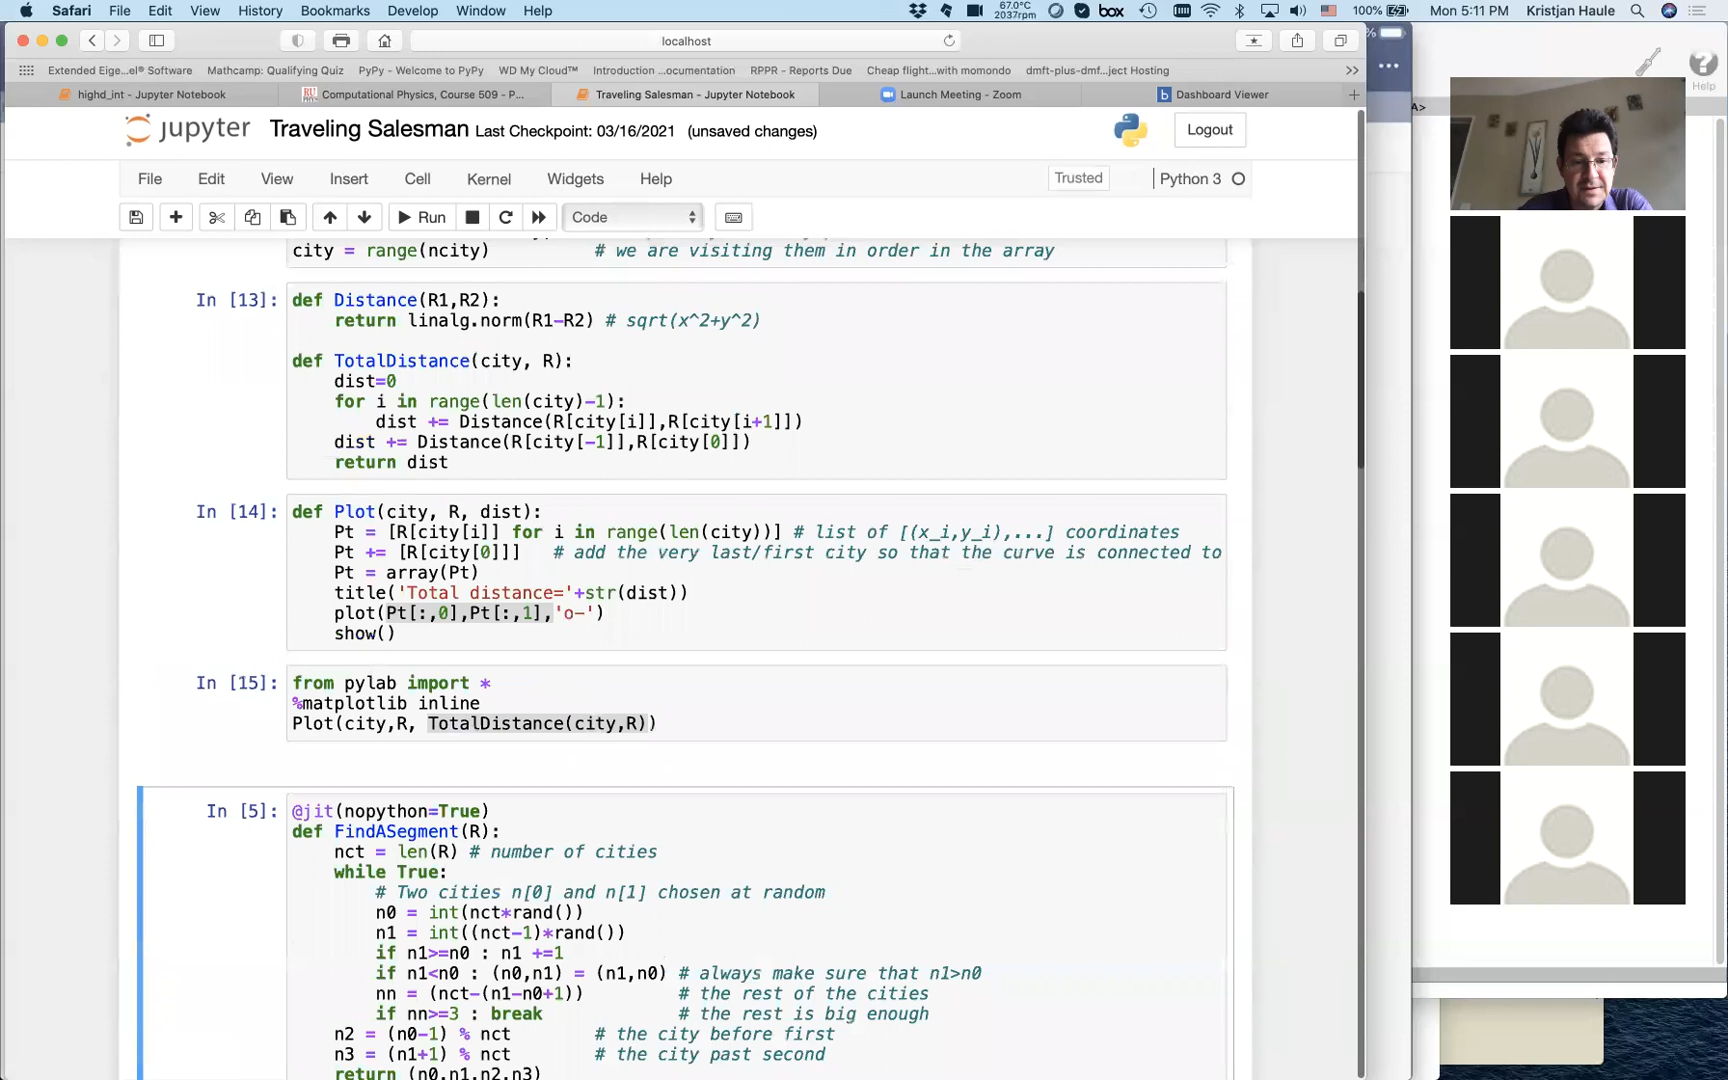 Safari File Edit View History Bookmarks Develop Window Help
67.0°C
2037rpm
box
100%
Mon 5:11 PM Kristjan Haule
localhost
Extended Eige...el® Software Mathcamp: Qualifying Quiz PyPy - Welcome to PyPy WD My Cloud™ Introduction ...ocumentation RPPR - Reports Due Cheap flight...with momondo dmft-plus-dmf...ject Hosting
highd_int - Jupyter Notebook
Computational Physics, Course 509 – P...
Traveling Salesman - Jupyter Notebook
Launch Meeting - Zoom
Dashboard Viewer
Help
jupyter Traveling Salesman Last Checkpoint: 03/16/2021 (unsaved changes)
Logout
File Edit View Insert Cell Kernel Widgets Help
Trusted
Python 3
Run
Code
city = range(ncity) # we are visiting them in order in the array
In [13]: def Distance(R1,R2):
return linalg.norm(R1-R2) # sqrt(x^2+y^2)
def TotalDistance(city, R):
dist=0
for i in range(len(city)-1):
dist += Distance(R[city[i]],R[city[i+1]])
dist += Distance(R[city[-1]],R[city[0]])
return dist
In [14]: def Plot(city, R, dist):
Pt = [R[city[i]] for i in range(len(city))] # list of [(x_i,y_i),...] coordinates
Pt += [R[city[0]]] # add the very last/first city so that the curve is connected to
Pt = array(Pt)
title('Total distance='+str(dist))
plot(Pt[:,0],Pt[:,1],'o-')
show()
In [15]: from pylab import *
%matplotlib inline
Plot(city,R, TotalDistance(city,R))
In [5]: @jit(nopython=True)
def FindASegment(R):
nct = len(R) # number of cities
while True:
# Two cities n[0] and n[1] chosen at random
n0 = int(nct*rand())
n1 = int((nct-1)*rand())
if n1>=n0 : n1 +=1
if n1<n0 : (n0,n1) = (n1,n0) # always make sure that n1>n0
nn = (nct-(n1-n0+1)) # the rest of the cities
if nn>=3 : break # the rest is big enough
n2 = (n0-1) % nct # the city before first
n3 = (n1+1) % nct # the city past second
return (n0,n1,n2,n3)